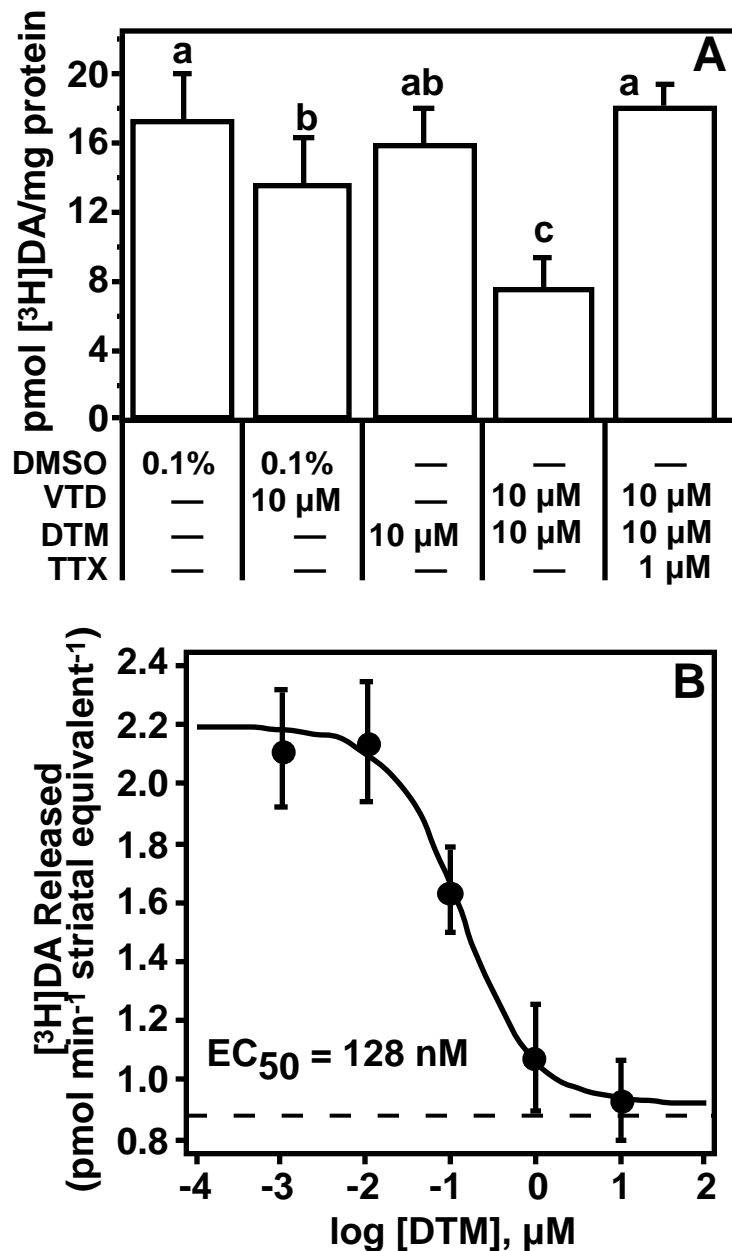 A
pmol [³H]DA/mg protein
20
16
12
8
4
0
a
b
ab
c
a
DMSO 0.1% 0.1% — — —
VTD — 10 µM — 10 µM 10 µM
DTM — — 10 µM 10 µM 10 µM
TTX — — — — 1 µM
B
[³H]DA Released
(pmol min⁻¹ striatal equivalent⁻¹)
2.4
2.2
2.0
1.8
1.6
1.4
1.2
1.0
0.8
EC₅₀ = 128 nM
-4 -3 -2 -1 0 1 2
log [DTM], µM